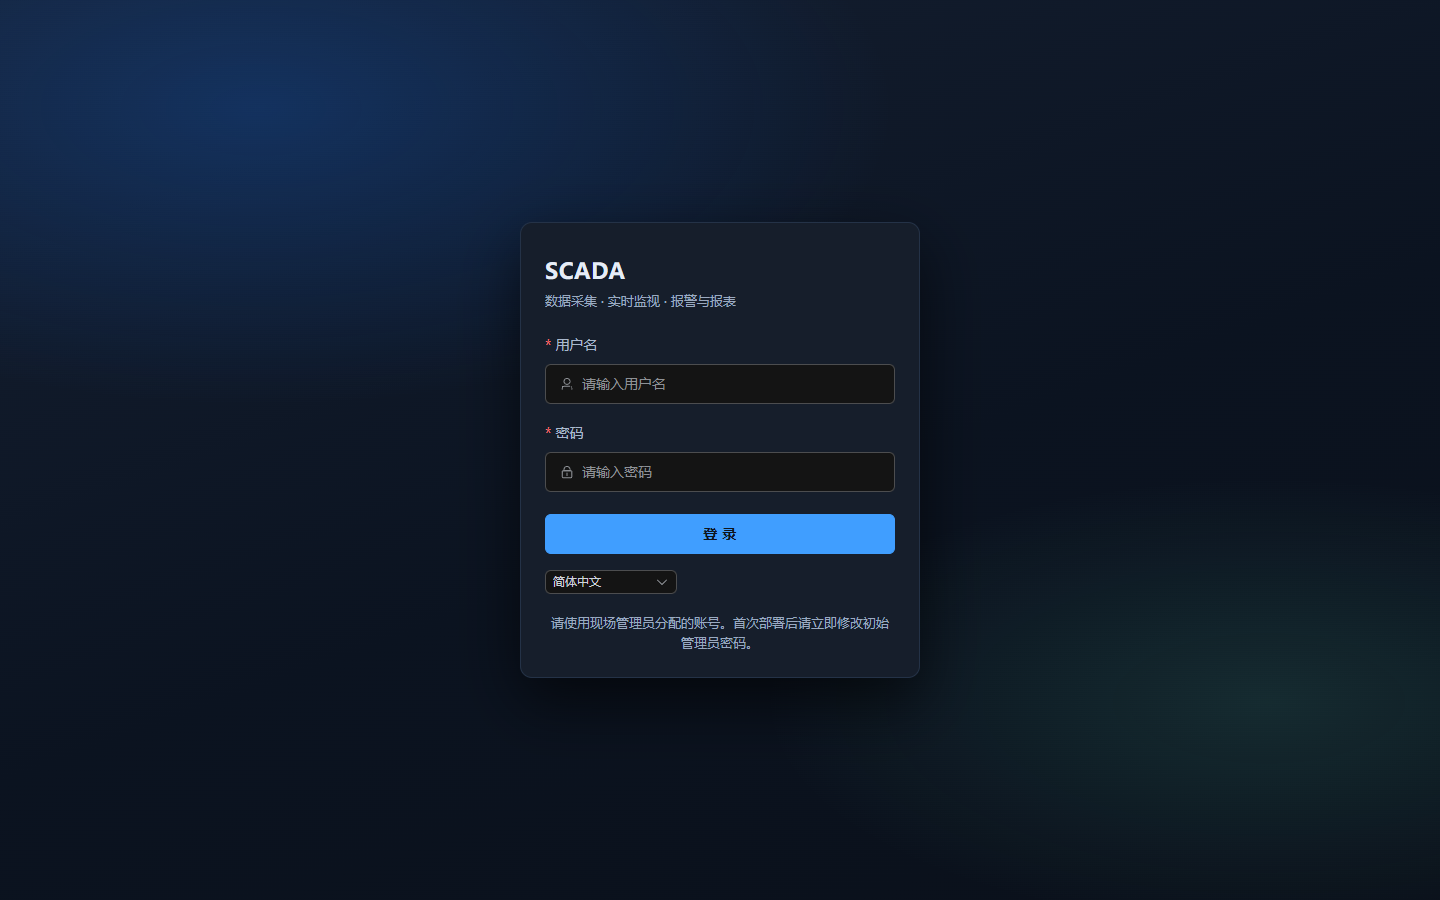 SCADA
数据采集 · 实时监视 · 报警与报表
* 用户名
请输入用户名
* 密码
请输入密码
登 录
简体中文
请使用现场管理员分配的账号。首次部署后请立即修改初始
管理员密码。